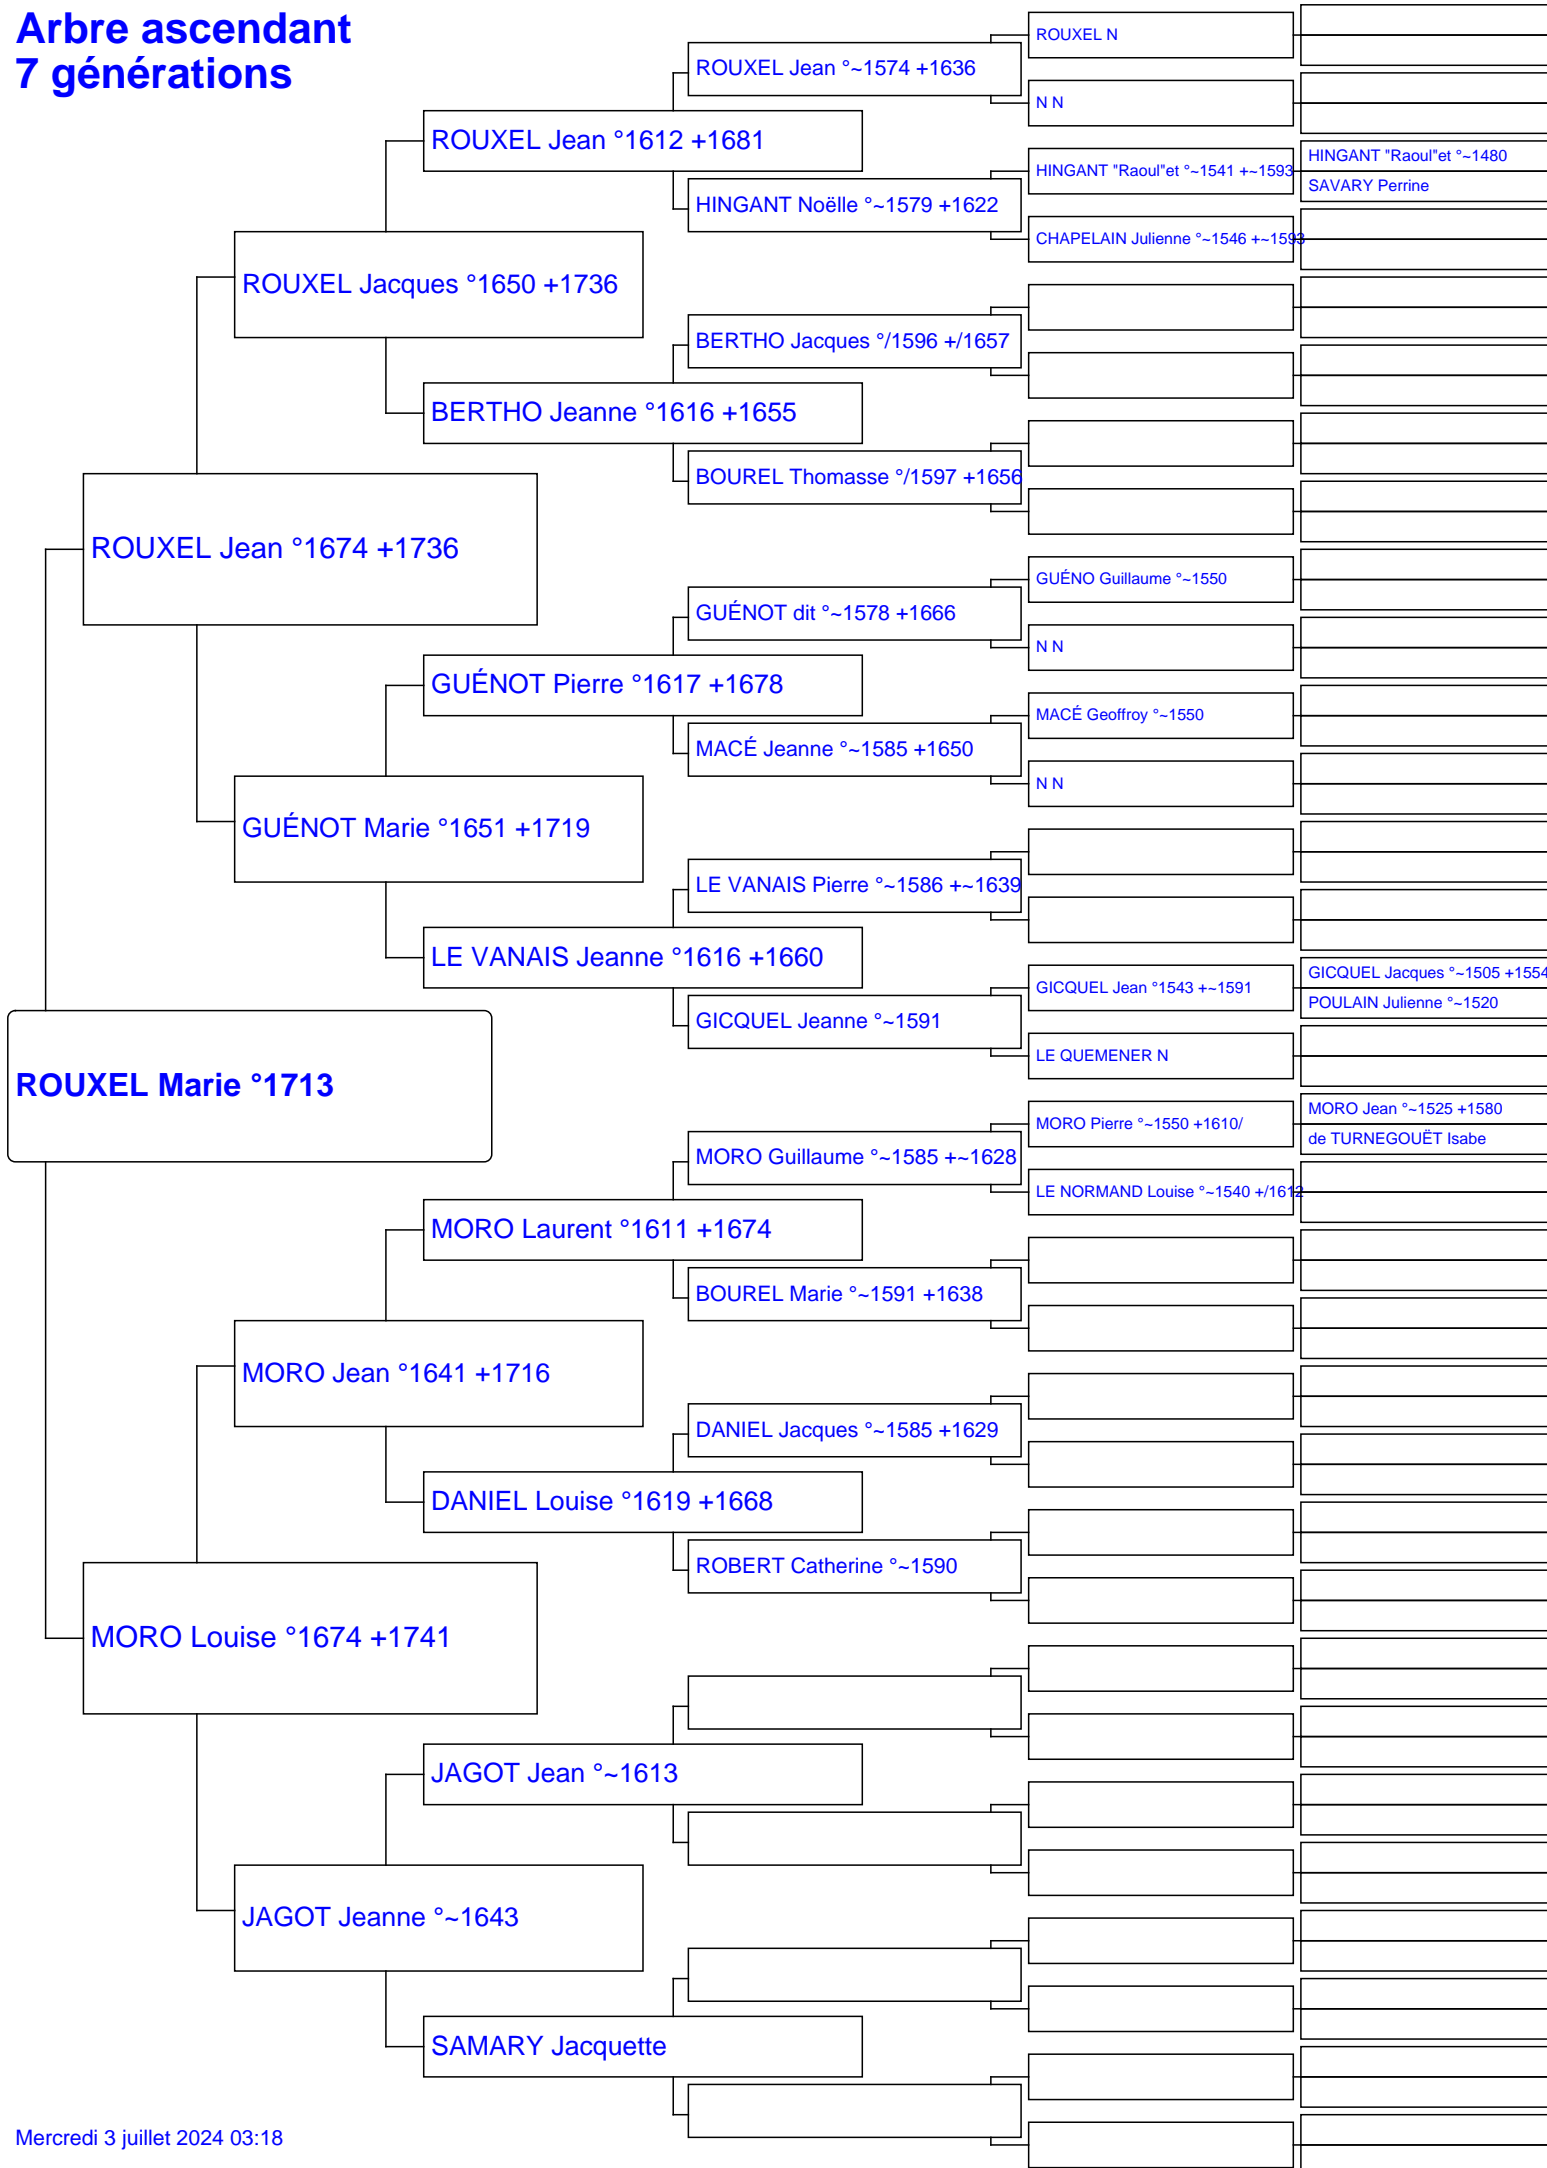 Arbre ascendant
7 générations
ROUXEL N
ROUXEL Jean °~1574 +1636
N N
ROUXEL Jean °1612 +1681
HINGANT "Raoul"et °~1541 +~1593
HINGANT "Raoul"et °~1480
SAVARY Perrine
HINGANT Noëlle °~1579 +1622
CHAPELAIN Julienne °~1546 +~1593
ROUXEL Jacques °1650 +1736
BERTHO Jacques °/1596 +/1657
BERTHO Jeanne °1616 +1655
BOUREL Thomasse °/1597 +1656
ROUXEL Jean °1674 +1736
GUÉNO Guillaume °~1550
GUÉNOT dit °~1578 +1666
N N
GUÉNOT Pierre °1617 +1678
MACÉ Geoffroy °~1550
MACÉ Jeanne °~1585 +1650
N N
GUÉNOT Marie °1651 +1719
LE VANAIS Pierre °~1586 +~1639
LE VANAIS Jeanne °1616 +1660
GICQUEL Jean °1543 +~1591
GICQUEL Jacques °~1505 +1554
POULAIN Julienne °~1520
GICQUEL Jeanne °~1591
LE QUEMENER N
ROUXEL Marie °1713
MORO Pierre °~1550 +1610/
MORO Jean °~1525 +1580
de TURNEGOUËT Isabe
MORO Guillaume °~1585 +~1628
LE NORMAND Louise °~1540 +/1612
MORO Laurent °1611 +1674
BOUREL Marie °~1591 +1638
MORO Jean °1641 +1716
DANIEL Jacques °~1585 +1629
DANIEL Louise °1619 +1668
ROBERT Catherine °~1590
MORO Louise °1674 +1741
JAGOT Jean °~1613
JAGOT Jeanne °~1643
SAMARY Jacquette
Mercredi 3 juillet 2024 03:18